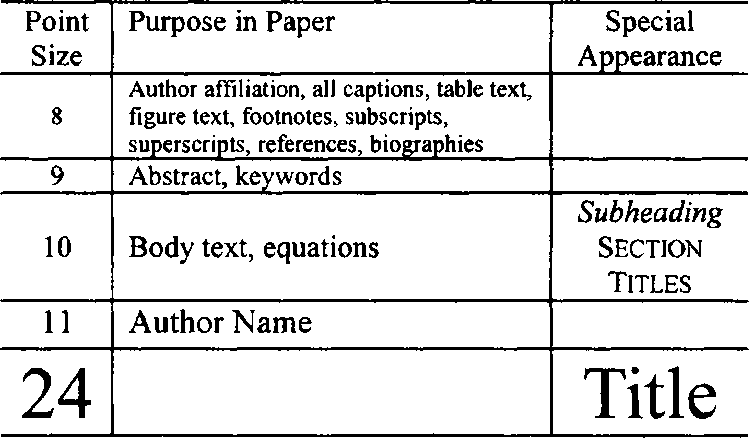 Point Size Purpose in Paper Special Appearance
8 Author affiliation, all captions, table text,
figure text, footnotes, subscripts,
superscripts, references, biographies
9 Abstract, keywords
10 Body text, equations Subheading
SECTION
TITLES
11 Author Name
24 Title